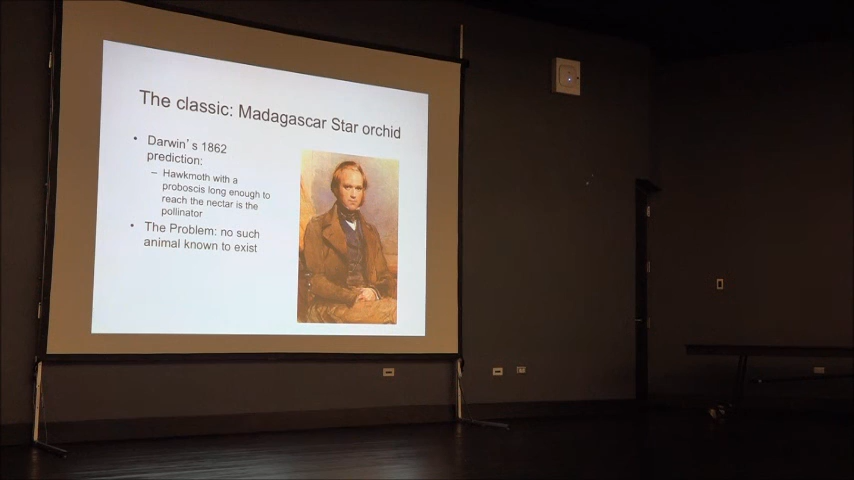 The classic: Madagascar Star orchid
• Darwin's 1862
prediction:
– Hawkmoth with a
proboscis long enough to
reach the nectar is the
pollinator
• The Problem: no such
animal known to exist